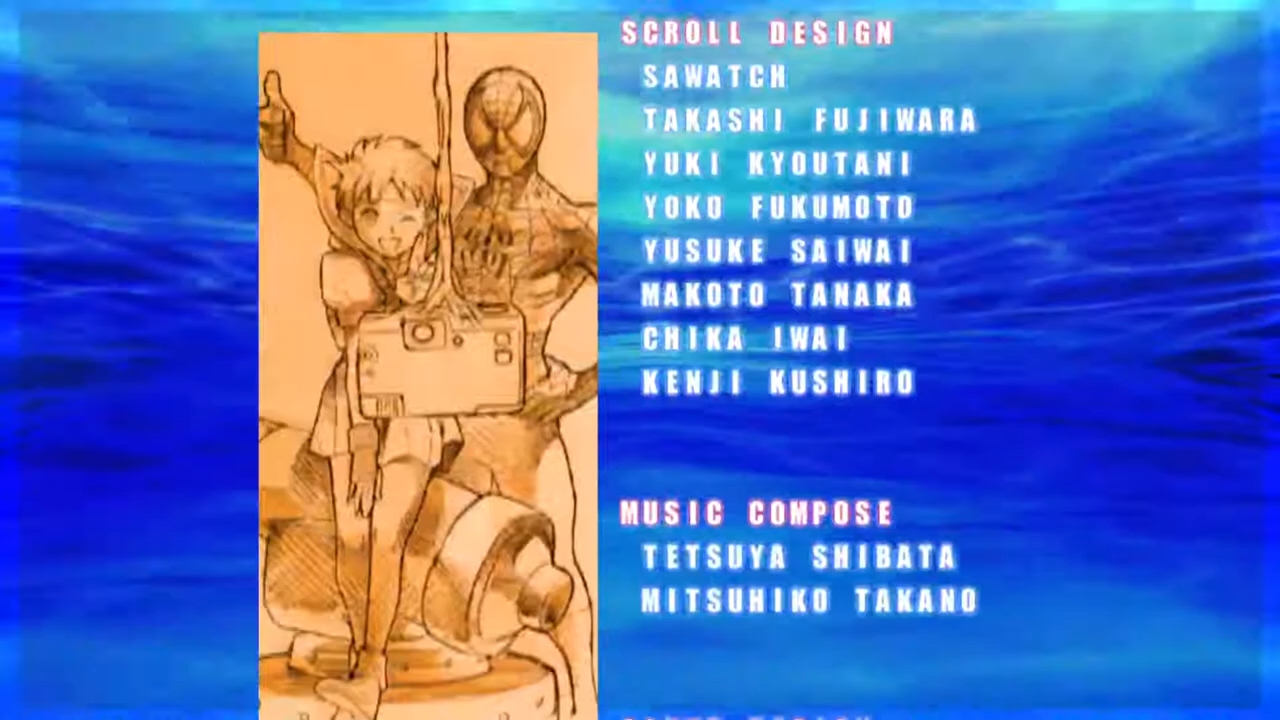 SCROLL DESIGN
SAWATCH
TAKASHI FUJIWARA
YUKI KYOUTANI
YOKO FUKUMOTO
YUSUKE SAIWAI
MAKOTO TANAKA
CHIKA IWAI
KENJI KUSHIRO
MUSIC COMPOSE
TETSUYA SHIBATA
MITSUHIKO TAKANO